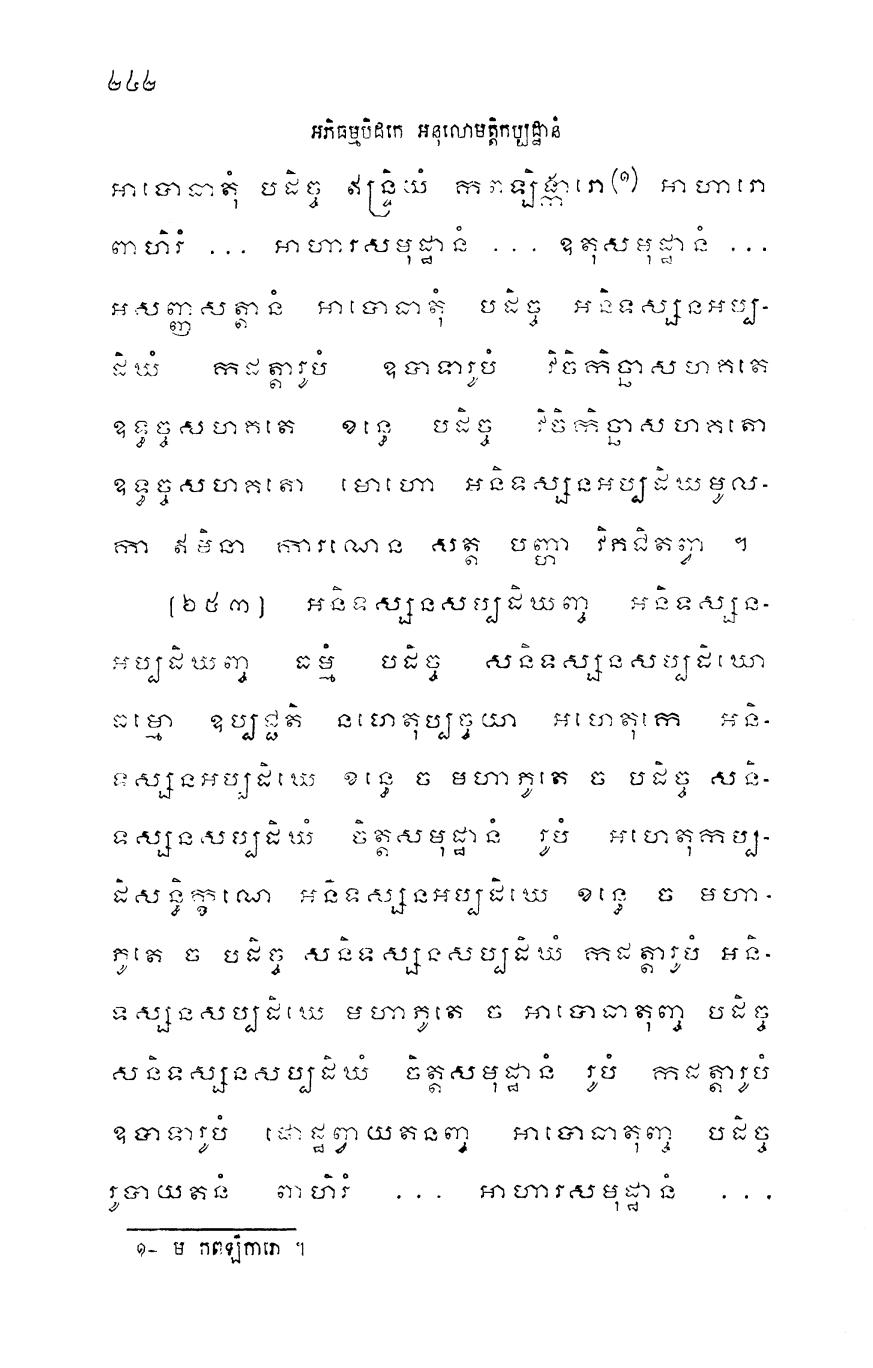 ២៤២
អភិធម្មបិដកេ អនុលោមត្តិកប្បដ្ឋានំ
អាបោធាតុំ បដិច្ច ឥន្ទ្រិយំ កពឡិង្ការោ(១) អាហារោ
ពាហិរំ ... អាហារសមុដ្ឋានំ ... ឧតុសមុដ្ឋានំ ...
អសញ្ញសត្តានំ អាបោធាតុំ បដិច្ច អនិទស្សនអប្ប-
ដិឃំ កដត្តារូបំ ឧបាទារូបំ វិចិកិច្ឆាសហគតេ
ឧទ្ធច្ចសហគតេ ខន្ធេ បដិច្ច វិចិកិច្ឆាសហគតោ
ឧទ្ធច្ចសហគតោ មោហោ អនិទស្សនអប្បដិឃមូល-
កា ឥមិនា ការណេន សត្ត បញ្ហា វិភជិតព្វា ។
[២៥៣] អនិទស្សនសប្បដិឃញ្ច អនិទស្សន-
អប្បដិឃញ្ច ធម្មំ បដិច្ច សនិទស្សនសប្បដិឃោ
ធម្មោ ឧប្បជ្ជតិ នហេតុប្បច្ចយា អហេតុកេ អនិ-
ទស្សនអប្បដិឃេ ខន្ធេ ច មហាភូតេ ច បដិច្ច សនិ-
ទស្សនសប្បដិឃំ ចិត្តសមុដ្ឋានំ រូបំ អហេតុកប្ប-
ដិសន្ធិក្ខណេ អនិទស្សនអប្បដិឃេ ខន្ធេ ច មហា-
ភូតេ ច បដិច្ច សនិទស្សនសប្បដិឃំ កដត្តារូបំ អនិ-
ទស្សនសប្បដិឃេ មហាភូតេ ច អាបោធាតុញ្ច បដិច្ច
សនិទស្សនសប្បដិឃំ ចិត្តសមុដ្ឋានំ រូបំ កដត្តារូបំ
ឧបាទារូបំ ផោដ្ឋព្វាយតនញ្ច អាបោធាតុញ្ច បដិច្ច
រូបាយតនំ ពាហិរំ ... អាហារសមុដ្ឋានំ ...
១- ម កពឡីការោ ។